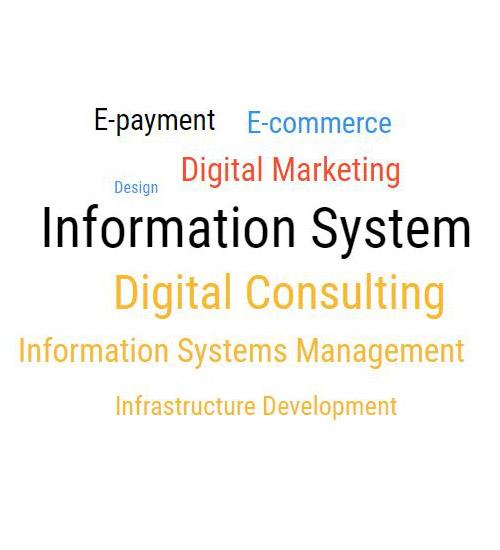 E-payment
E-commerce
Digital Marketing
Design
Information System
Digital Consulting
Information Systems Management
Infrastructure Development